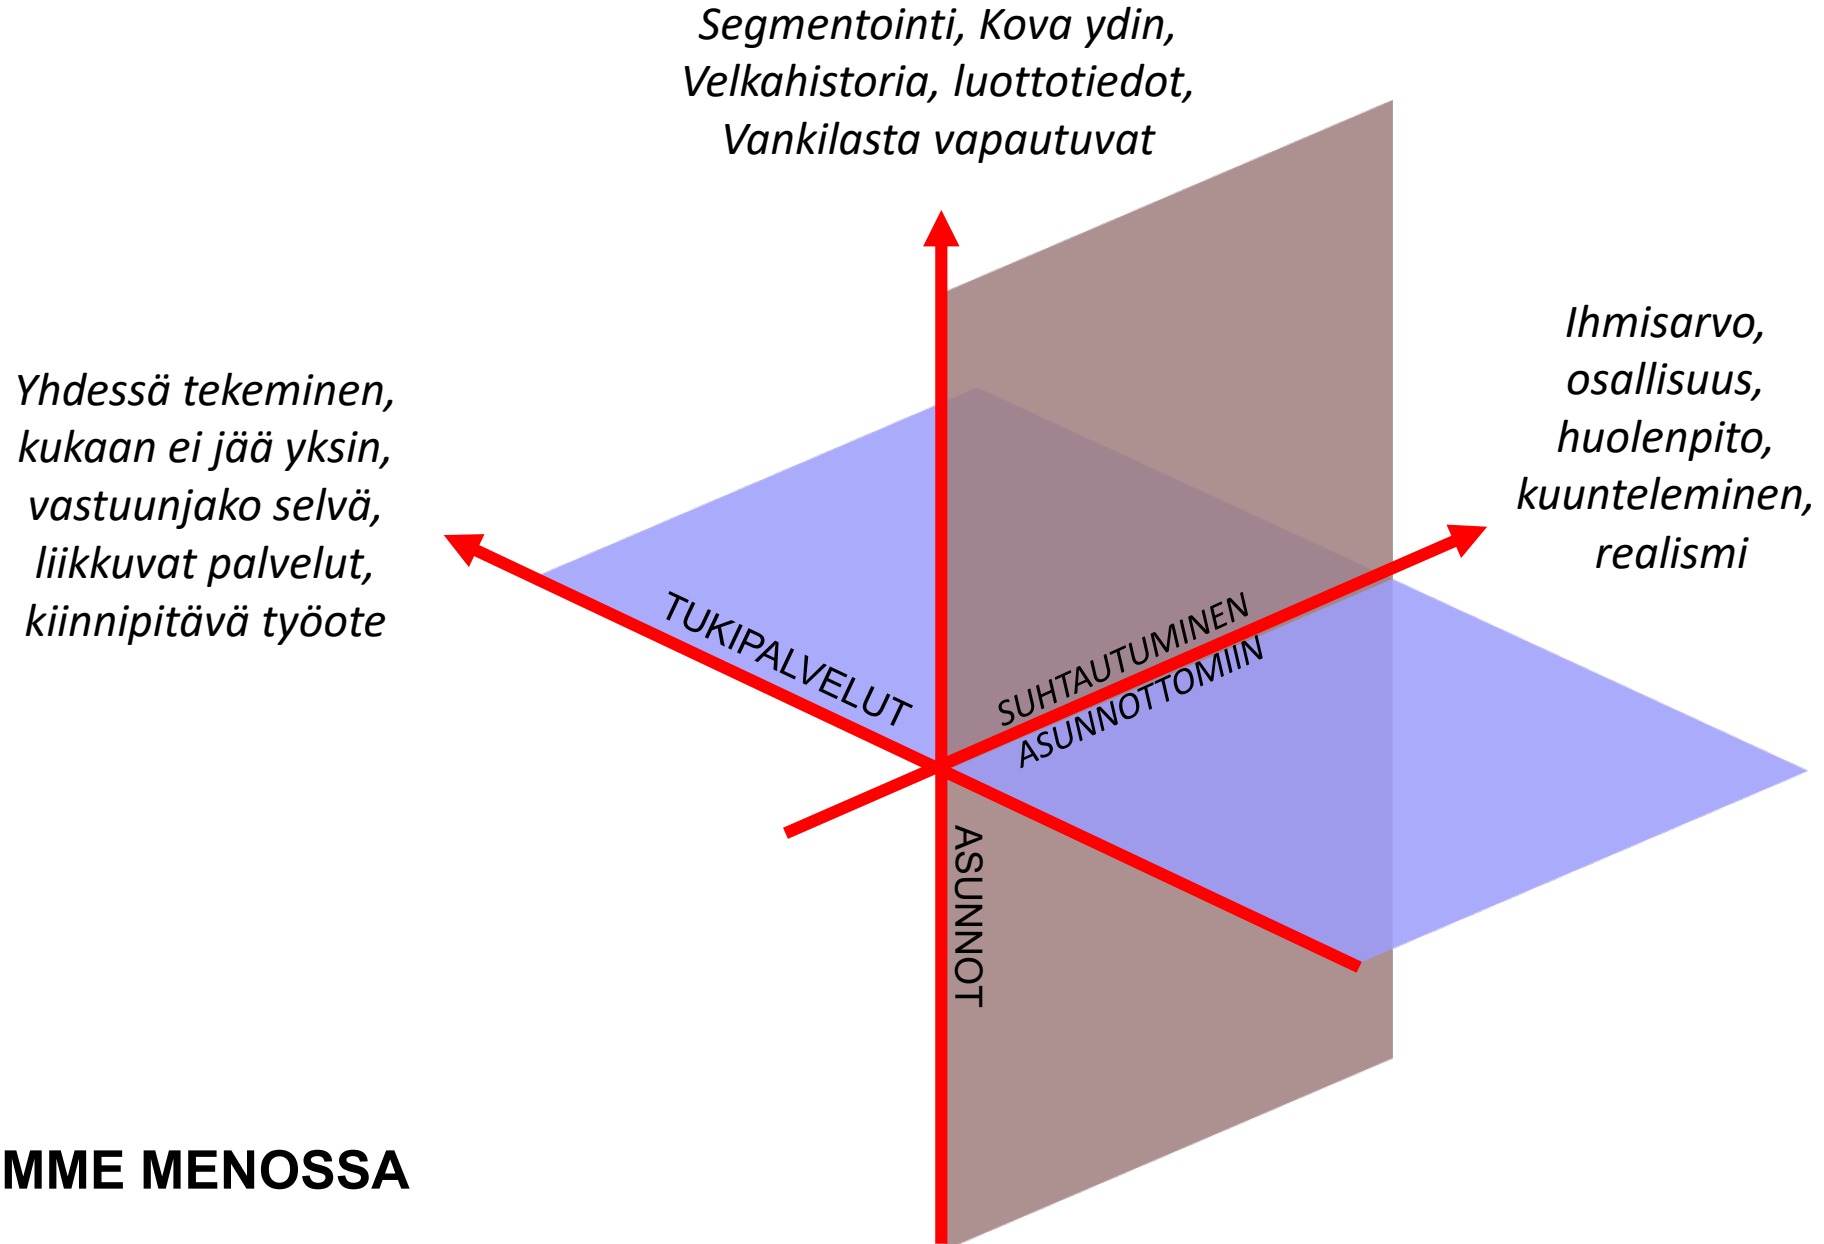 Segmentointi, Kova ydin,
Velkahistoria, luottotiedot,
Vankilasta vapautuvat
Ihmisarvo,
osallisuus,
huolenpito,
kuunteleminen,
realismi
Yhdessä tekeminen,
kukaan ei jää yksin,
vastuunjako selvä,
liikkuvat palvelut,
kiinnipitävä työote
TUKIPALVELUT
SUHTAUTUMINEN
ASUNNOTTOMIIN
ASUNNOT
MME MENOSSA